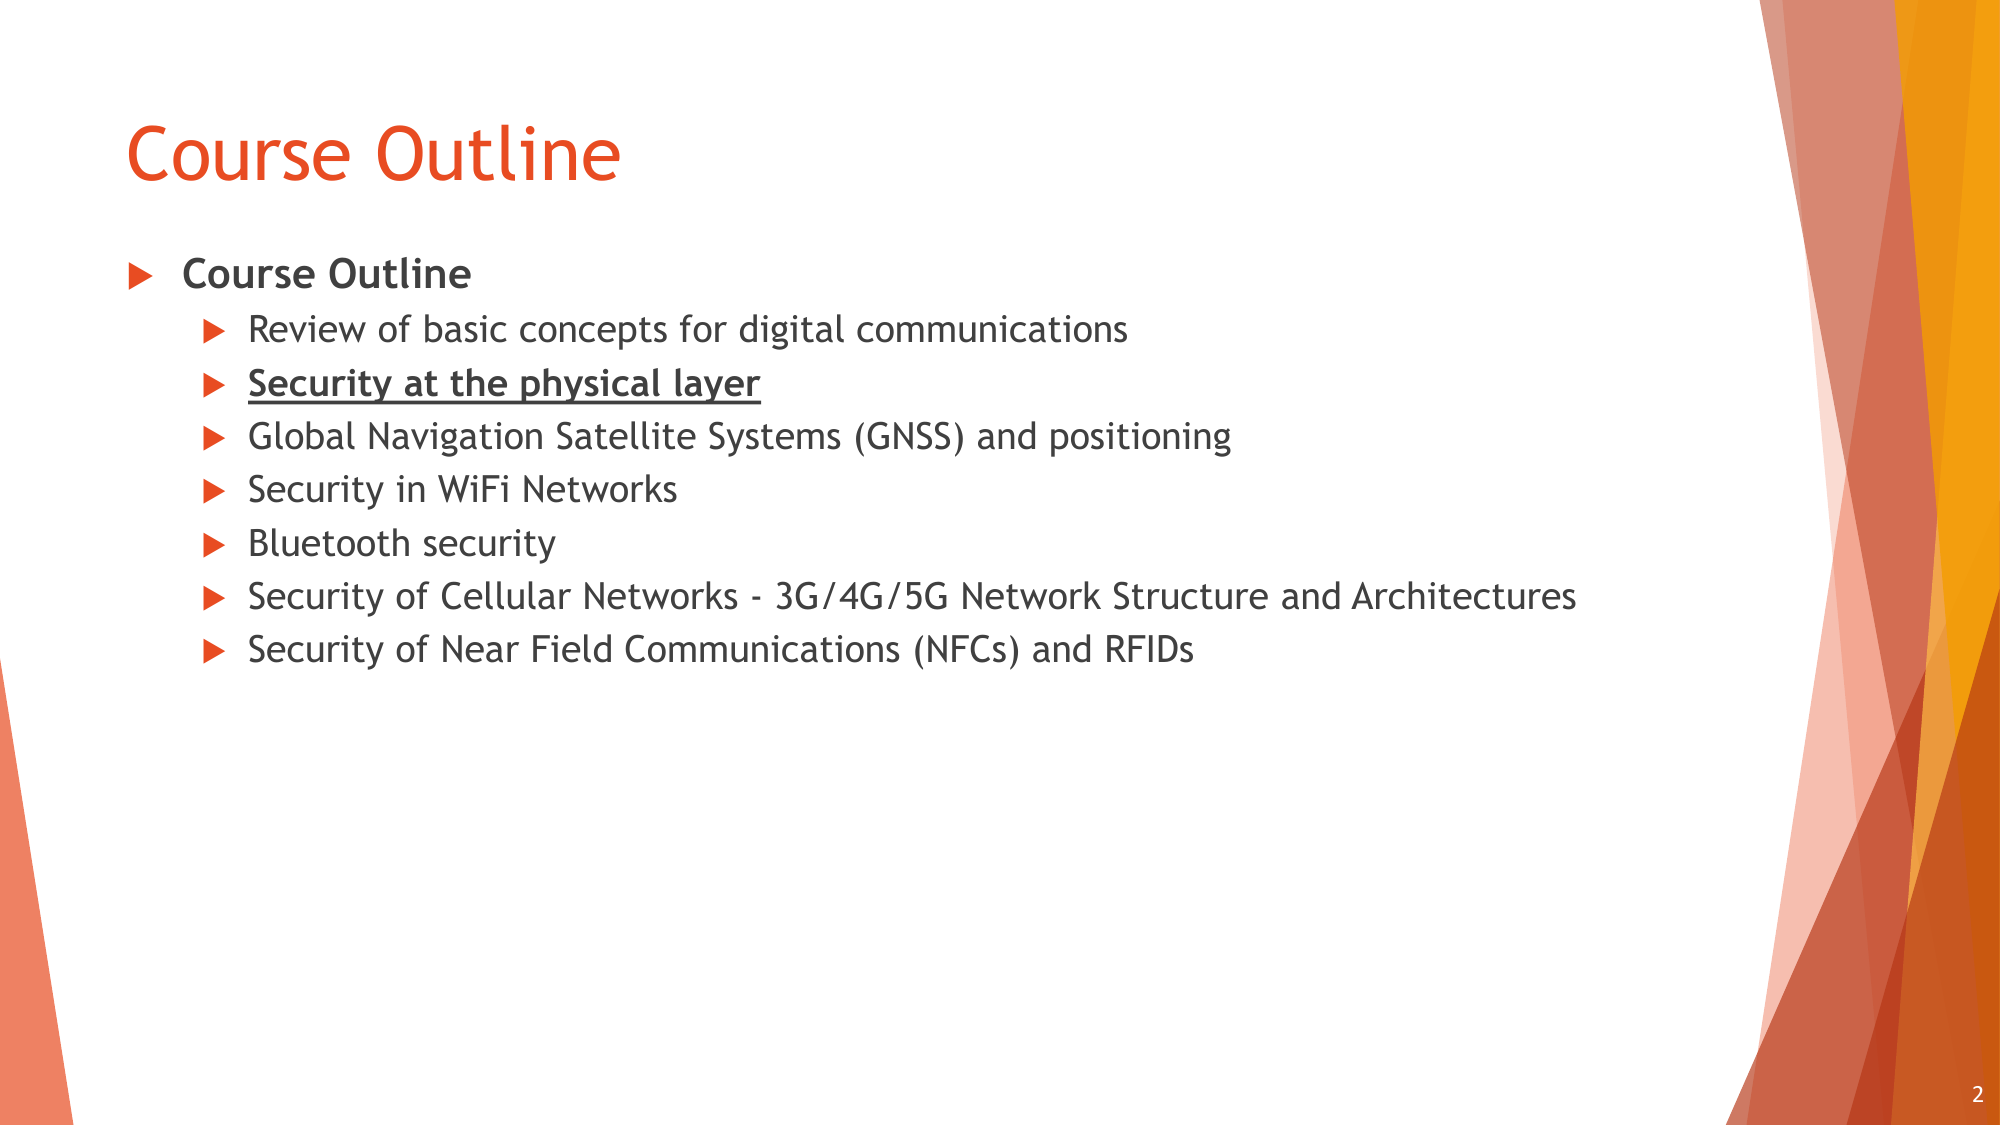 Course Outline
Course Outline
Review of basic concepts for digital communications
Security at the physical layer
Global Navigation Satellite Systems (GNSS) and positioning
Security in WiFi Networks
Bluetooth security
Security of Cellular Networks - 3G/4G/5G Network Structure and Architectures
Security of Near Field Communications (NFCs) and RFIDs
2